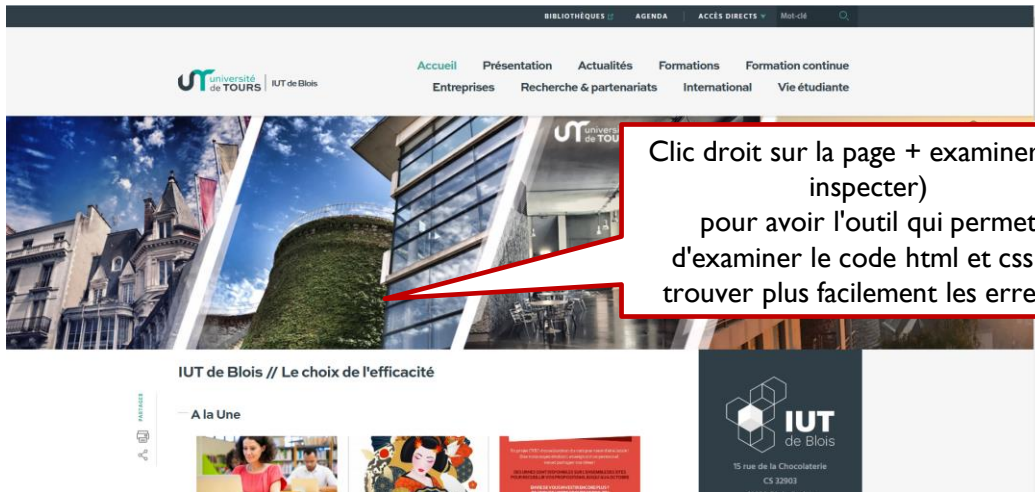 BIBLIOTHÈQUES AGENDA ACCÈS DIRECTS Mot-clé
université
de TOURS
IUT de Blois
Accueil Présentation Actualités Formations Formation continue
Entreprises Recherche & partenariats International Vie étudiante
Clic droit sur la page + examiner
inspecter)
pour avoir l'outil qui permet
d'examiner le code html et css
trouver plus facilement les erre
IUT de Blois // Le choix de l'efficacité
PARTAGER
A la Une
IUT
de Blois
15 rue de la Chocolaterie
CS 32903